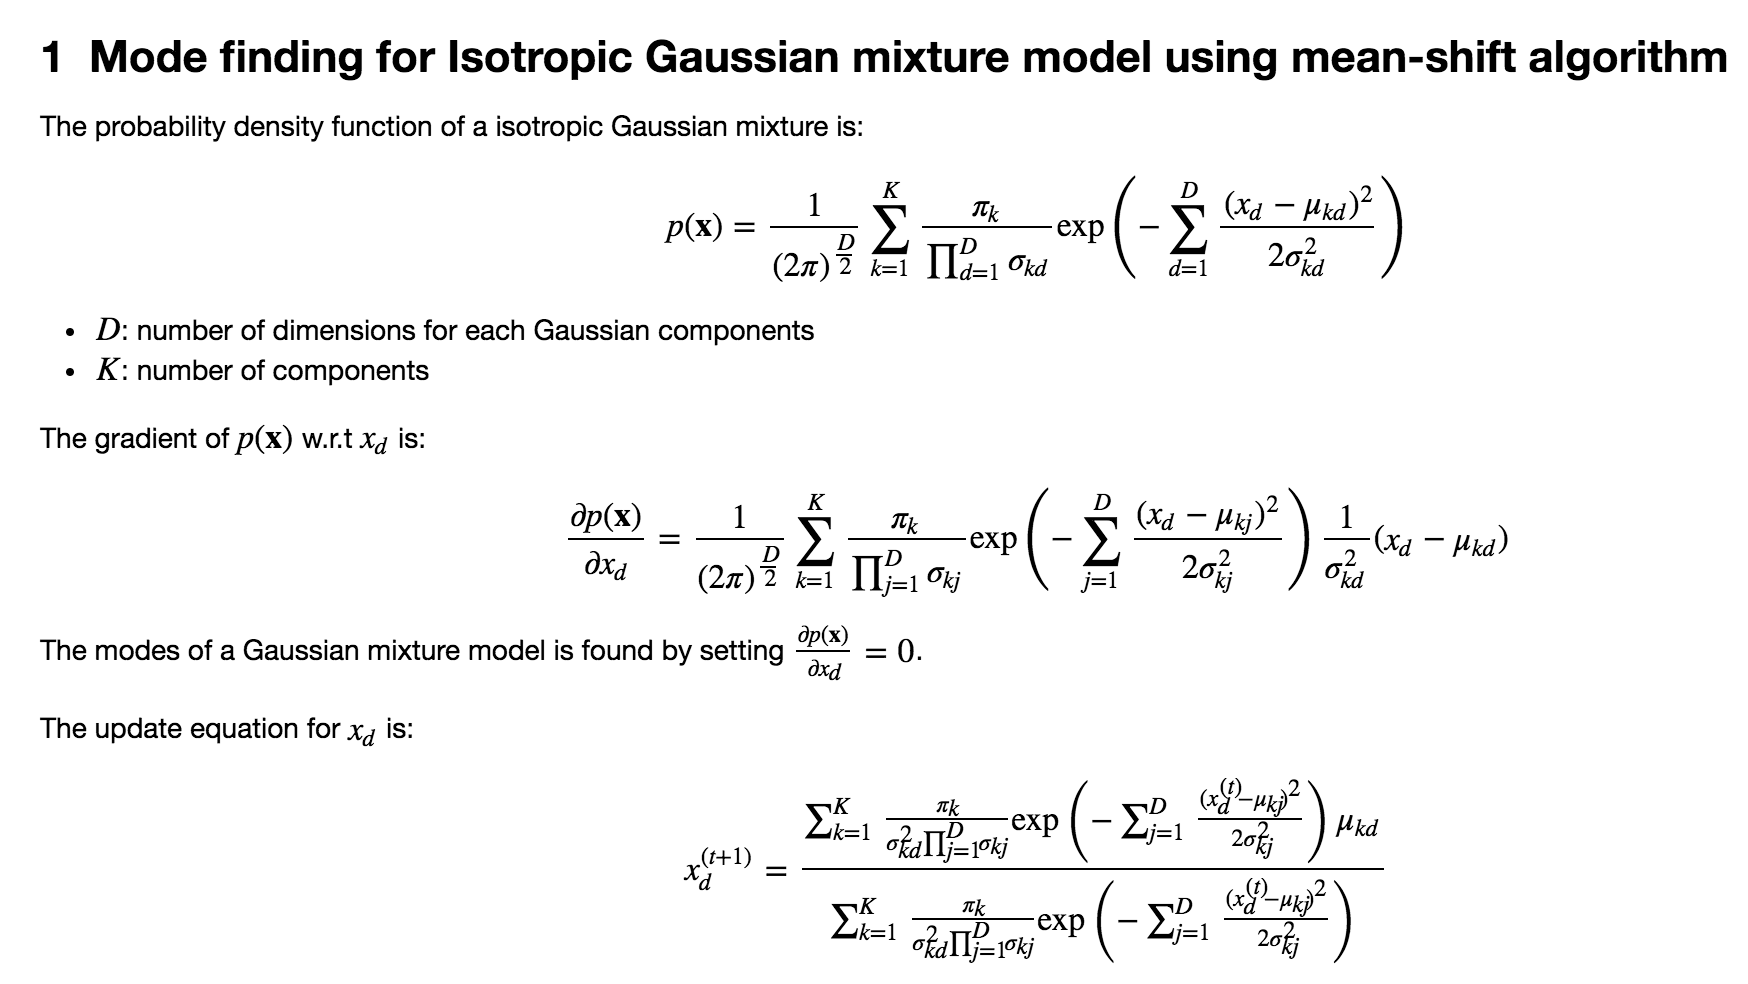 1 Mode finding for Isotropic Gaussian mixture model using mean-shift algorithm
The probability density function of a isotropic Gaussian mixture is:
$p(\mathbf{x}) = \frac{1}{(2\pi)^{\frac{D}{2}}} \sum_{k=1}^{K} \frac{\pi_k}{\prod_{d=1}^{D} \sigma_{kd}} \exp\left(-\sum_{d=1}^{D} \frac{(x_d - \mu_{kd})^2}{2\sigma_{kd}^2}\right)$
• $D$: number of dimensions for each Gaussian components
• $K$: number of components
The gradient of $p(\mathbf{x})$ w.r.t $x_d$ is:
$\frac{\partial p(\mathbf{x})}{\partial x_d} = \frac{1}{(2\pi)^{\frac{D}{2}}} \sum_{k=1}^{K} \frac{\pi_k}{\prod_{j=1}^{D} \sigma_{kj}} \exp\left(-\sum_{j=1}^{D} \frac{(x_d - \mu_{kj})^2}{2\sigma_{kj}^2}\right) \frac{1}{\sigma_{kd}^2} (x_d - \mu_{kd})$
The modes of a Gaussian mixture model is found by setting $\frac{\partial p(\mathbf{x})}{\partial x_d} = 0$.
The update equation for $x_d$ is:
$x_d^{(t+1)} = \frac{\sum_{k=1}^{K} \frac{\pi_k}{\sigma_{kd}^2 \prod_{j=1}^{D} \sigma_{kj}} \exp\left(-\sum_{j=1}^{D} \frac{(x_d^{(t)} - \mu_{kj})^2}{2\sigma_{kj}^2}\right) \mu_{kd}}{\sum_{k=1}^{K} \frac{\pi_k}{\sigma_{kd}^2 \prod_{j=1}^{D} \sigma_{kj}} \exp\left(-\sum_{j=1}^{D} \frac{(x_d^{(t)} - \mu_{kj})^2}{2\sigma_{kj}^2}\right)}$